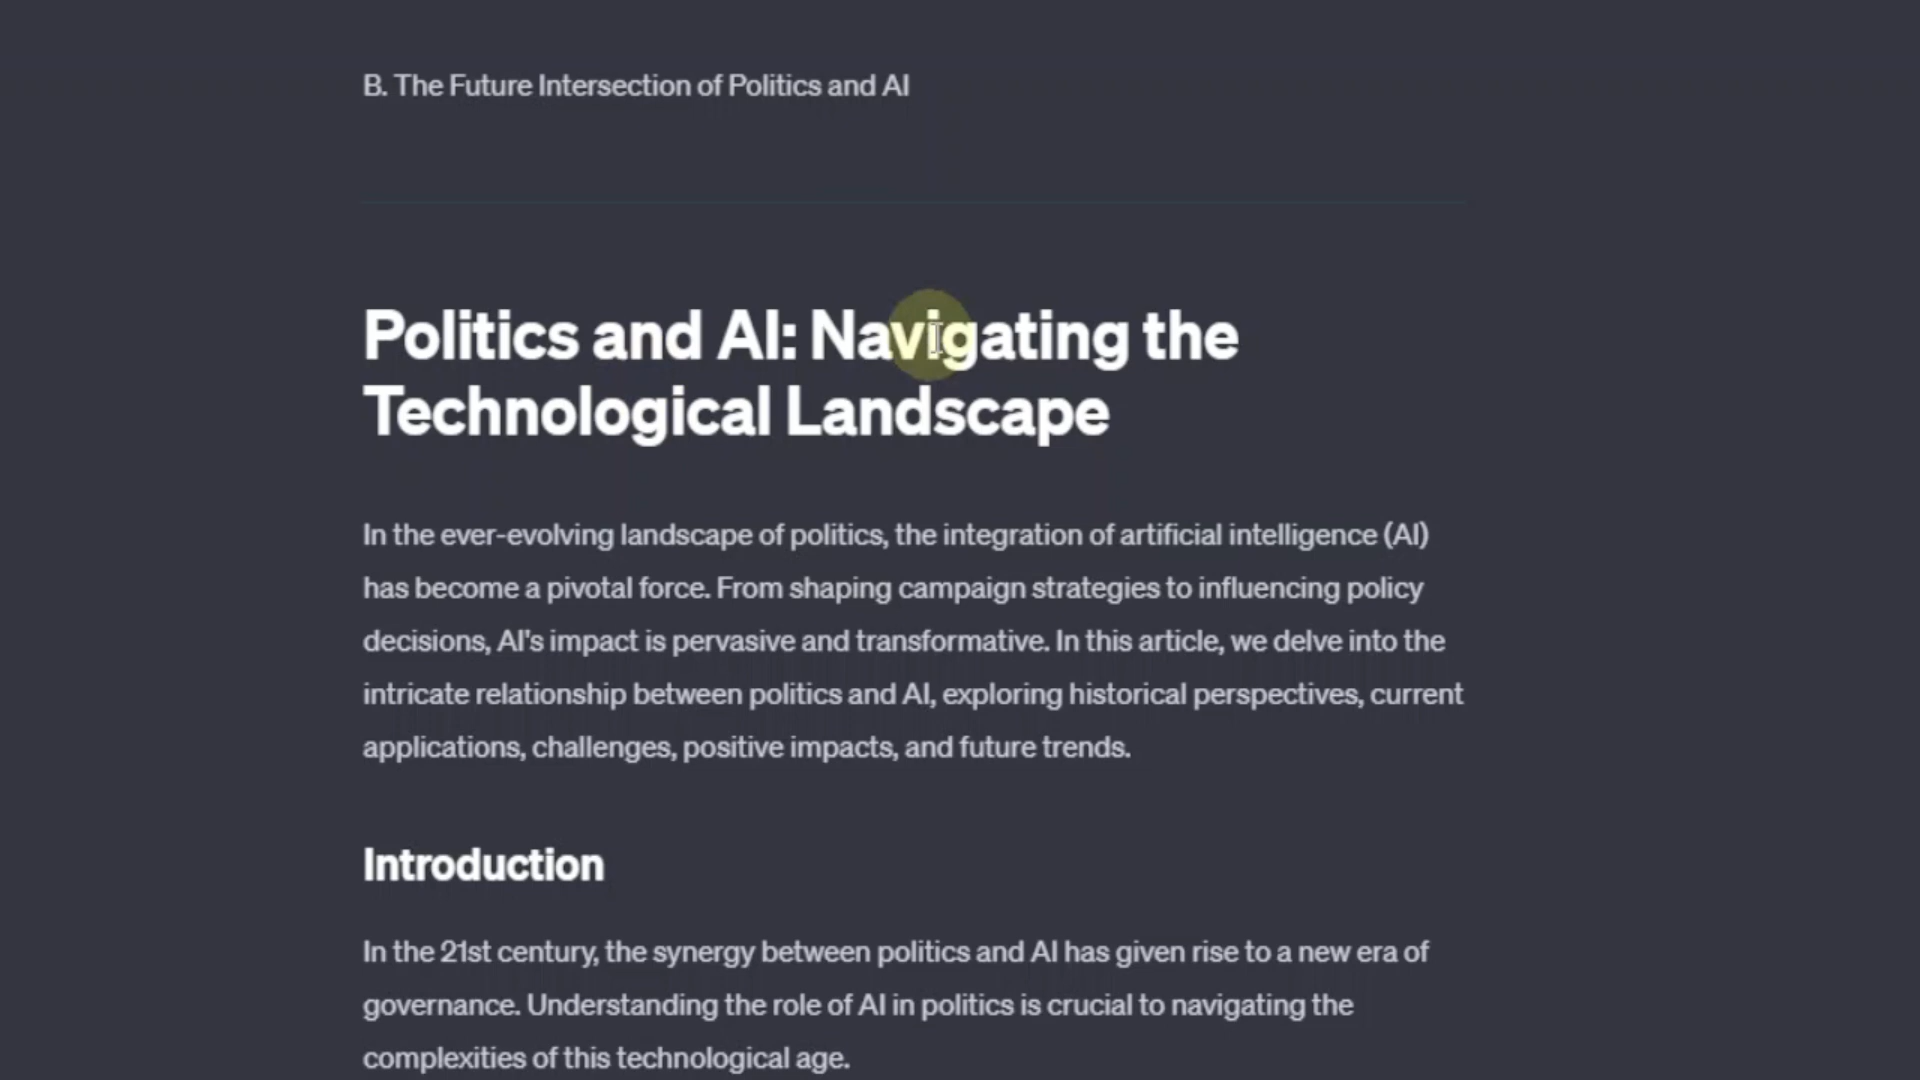 B. The Future Intersection of Politics and AI
Politics and AI: Navigating the
Technological Landscape
In the ever-evolving landscape of politics, the integration of artificial intelligence (AI)
has become a pivotal force. From shaping campaign strategies to influencing policy
decisions, AI's impact is pervasive and transformative. In this article, we delve into the
intricate relationship between politics and AI, exploring historical perspectives, current
applications, challenges, positive impacts, and future trends.
Introduction
In the 21st century, the synergy between politics and AI has given rise to a new era of
governance. Understanding the role of AI in politics is crucial to navigating the
complexities of this technological age.